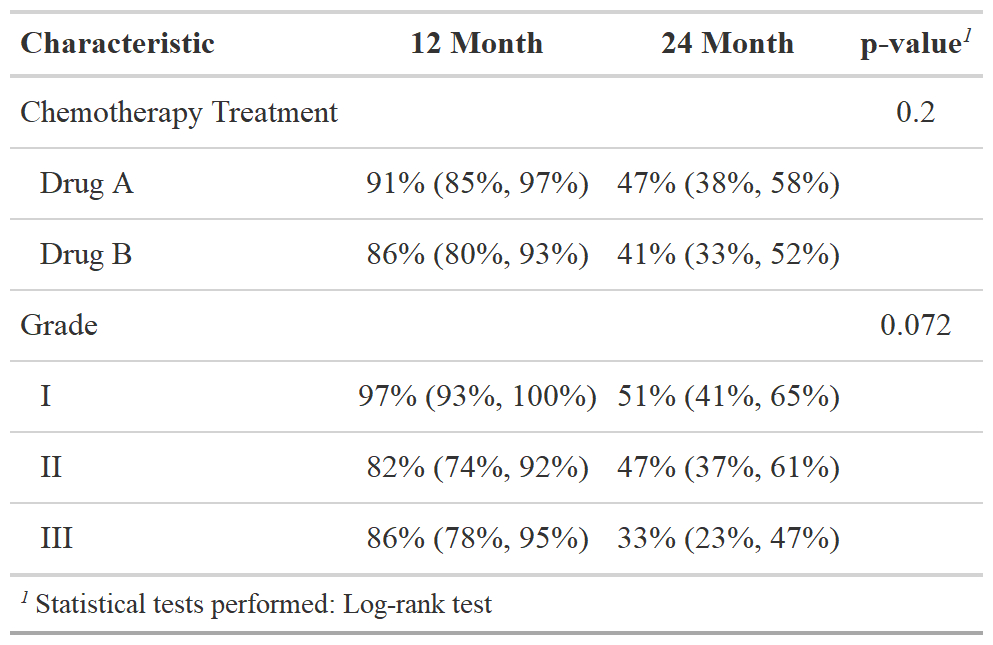 Characteristic 12 Month 24 Month p-value1
Chemotherapy Treatment 0.2
Drug A 91% (85%, 97%) 47% (38%, 58%)
Drug B 86% (80%, 93%) 41% (33%, 52%)
Grade 0.072
I 97% (93%, 100%) 51% (41%, 65%)
II 82% (74%, 92%) 47% (37%, 61%)
III 86% (78%, 95%) 33% (23%, 47%)
1 Statistical tests performed: Log-rank test